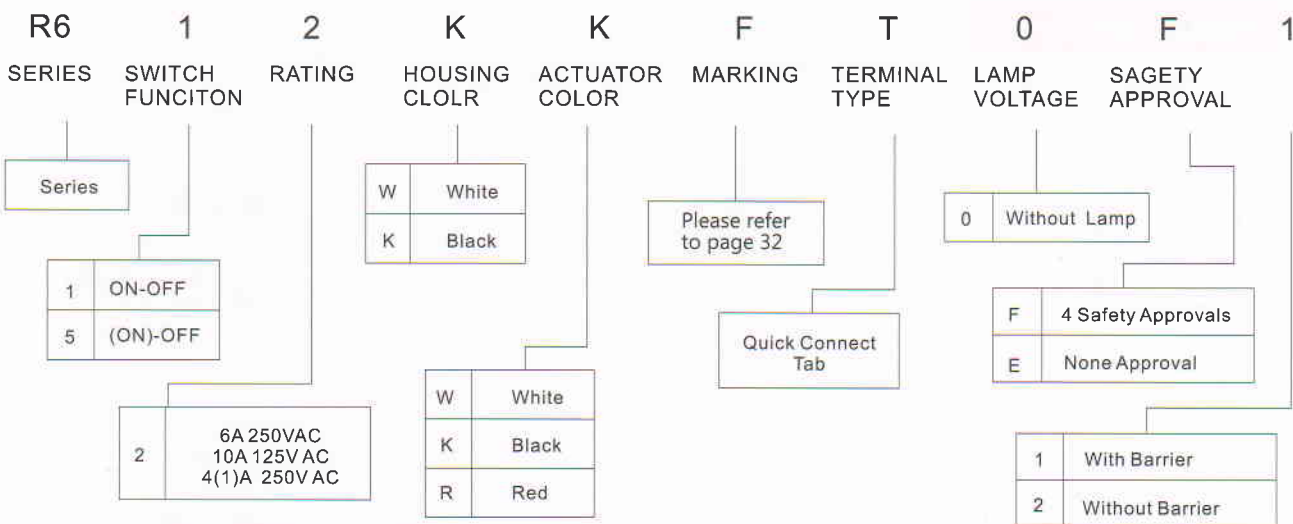 R6 1 2 K K F T 0 F 1
SERIES SWITCH RATING HOUSING ACTUATOR MARKING TERMINAL LAMP SAGETY
FUNCITON CLOLR COLOR TYPE VOLTAGE APPROVAL
Series
1 ON-OFF
5 (ON)-OFF
2 6A 250VAC
10A 125V AC
4(1)A 250V AC
W White
K Black
W White
K Black
R Red
Please refer
to page 32
Quick Connect
Tab
0 Without Lamp
F 4 Safety Approvals
E None Approval
1 With Barrier
2 Without Barrier